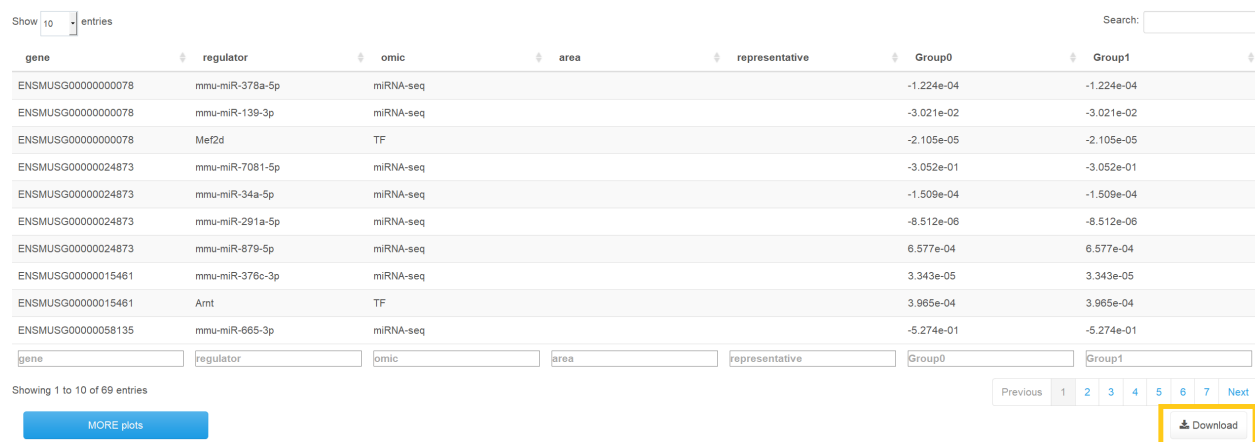 Show 10 entries Search:
gene regulator omic area representative Group0 Group1
ENSMUSG00000000078 mmu-miR-378a-5p miRNA-seq -1.224e-04 -1.224e-04
ENSMUSG00000000078 mmu-miR-139-3p miRNA-seq -3.021e-02 -3.021e-02
ENSMUSG00000000078 Mef2d TF -2.105e-05 -2.105e-05
ENSMUSG00000024873 mmu-miR-7081-5p miRNA-seq -3.052e-01 -3.052e-01
ENSMUSG00000024873 mmu-miR-34a-5p miRNA-seq -1.509e-04 -1.509e-04
ENSMUSG00000024873 mmu-miR-291a-5p miRNA-seq -8.512e-06 -8.512e-06
ENSMUSG00000024873 mmu-miR-879-5p miRNA-seq 6.577e-04 6.577e-04
ENSMUSG00000015461 mmu-miR-376c-3p miRNA-seq 3.343e-05 3.343e-05
ENSMUSG00000015461 Arnt TF 3.965e-04 3.965e-04
ENSMUSG00000058135 mmu-miR-665-3p miRNA-seq -5.274e-01 -5.274e-01
gene regulator omic area representative Group0 Group1
Showing 1 to 10 of 69 entries Previous 1 2 3 4 5 6 7 Next
MORE plots Download